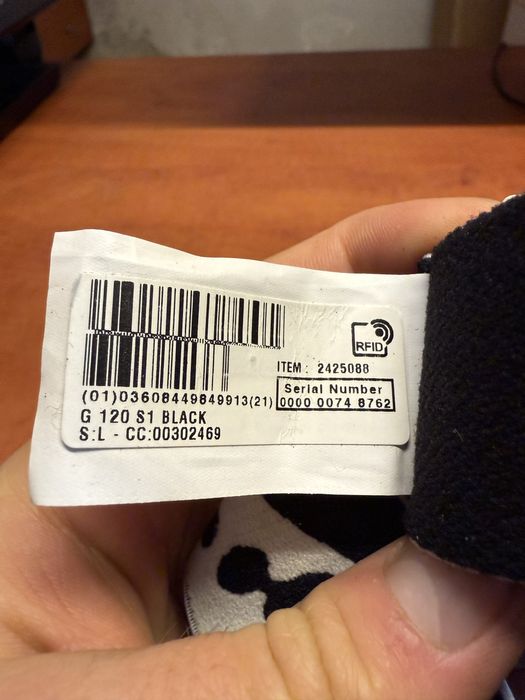 RFID
ITEM: 2425088
(01)03608449849913(21)
Serial Number
0000 0074 8762
G 120 S1 BLACK
S:L - CC:00302469